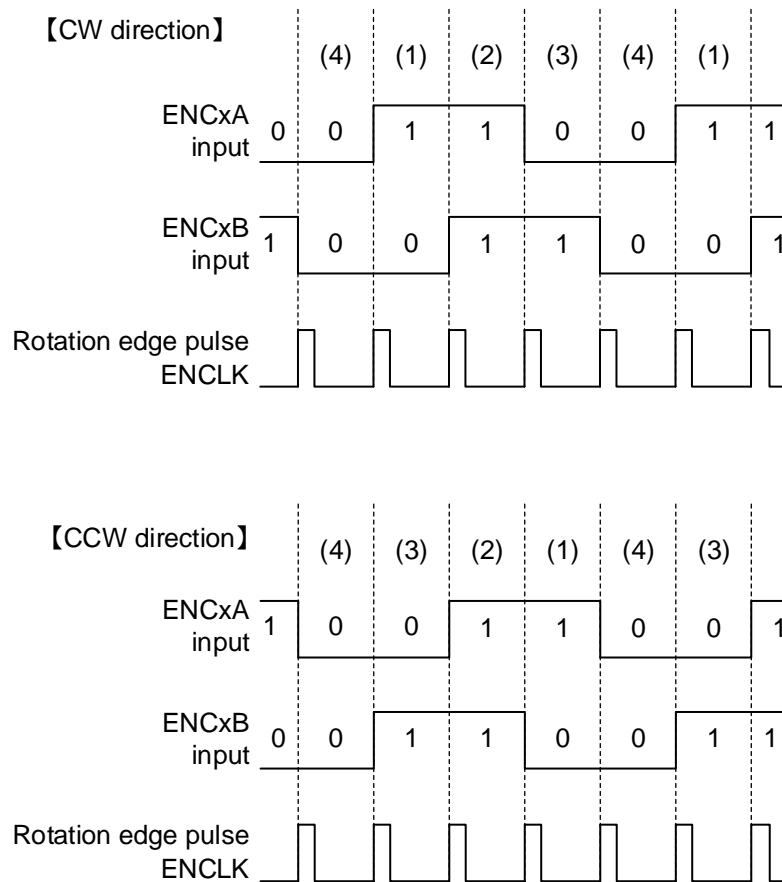 【CW direction】
(4) (1) (2) (3) (4) (1)
ENCxA
input
0 0 1 1 0 0 1 1
ENCxB
input
1 0 0 1 1 0 0 1
Rotation edge pulse
ENCLK
【CCW direction】
(4) (3) (2) (1) (4) (3)
ENCxA
input
1 0 0 1 1 0 0 1
ENCxB
input
0 0 1 1 0 0 1 1
Rotation edge pulse
ENCLK